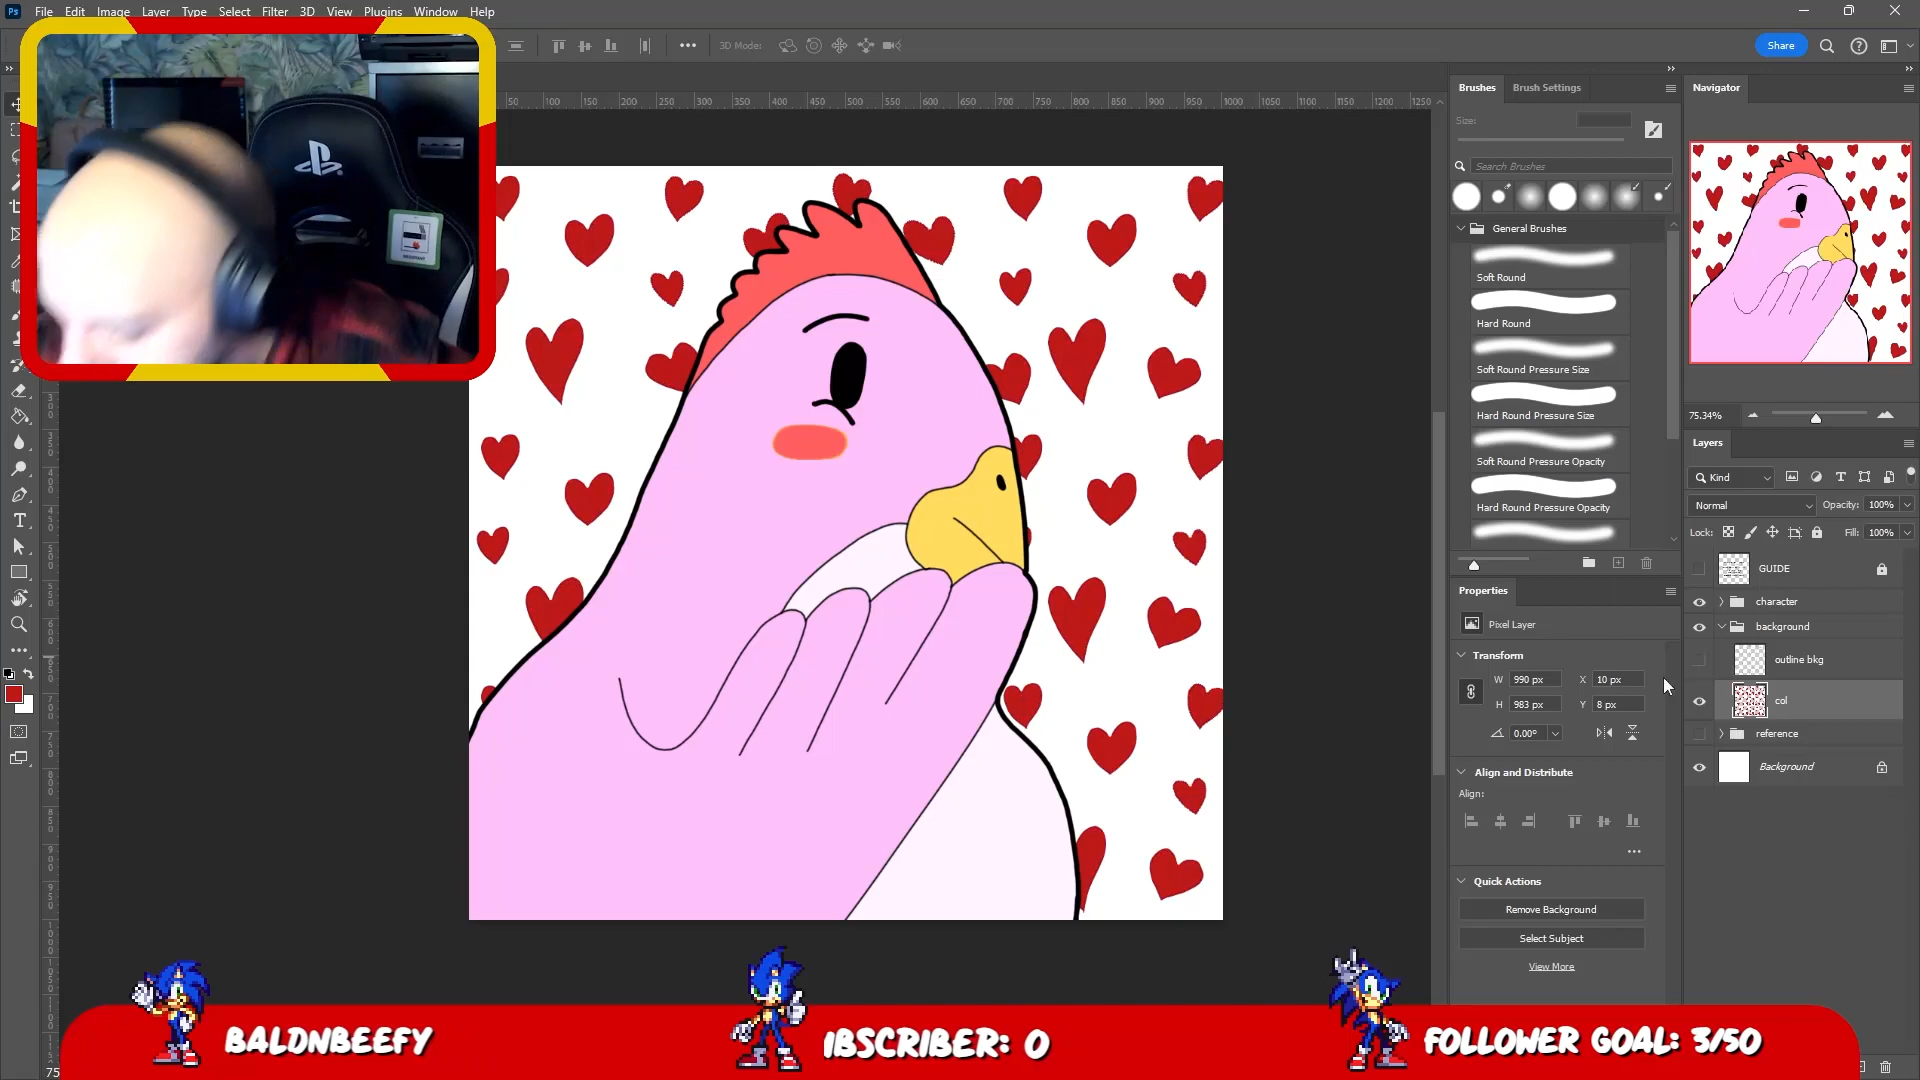 Ps File Edit Image Layer Type Select Filter 3D View Plugins Window Help
3D Mode:
Share
50 100 150 200 250 300 350 400 450 500 550 600 650 700 750 800 850 900 950 1000 1050 1100 1150 1200 1250
Brushes Brush Settings
Size:
Search Brushes
General Brushes
Soft Round
Hard Round
Soft Round Pressure Size
Hard Round Pressure Size
Soft Round Pressure Opacity
Hard Round Pressure Opacity
Properties
Pixel Layer
Transform
W 990 px X 10 px
H 983 px Y 8 px
0.00°
Align and Distribute
Align:
Quick Actions
Remove Background
Select Subject
View More
Navigator
75.34%
Layers
Kind
Normal Opacity: 100%
Lock: Fill: 100%
GUIDE
character
background
outline bkg
col
reference
Background
75
BALDNBEEFY
IBSCRIBER: 0
FOLLOWER GOAL: 3/50